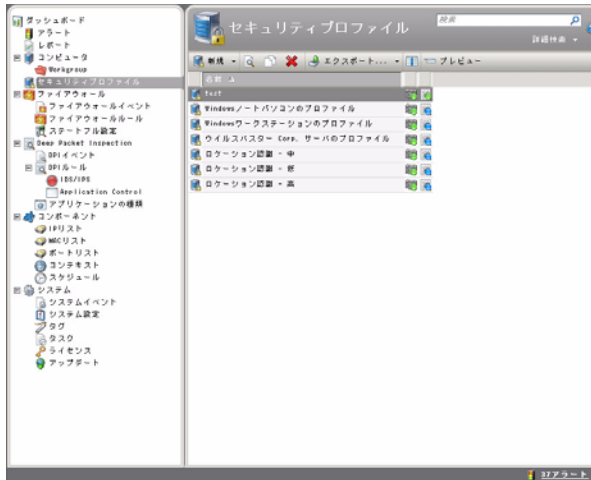 ダッシュボード
アラート
レポート
コンピュータ
Workgroup
セキュリティプロファイル
ファイアウォール
ファイアウォールイベント
ファイアウォールルール
ステートフル設定
Deep Packet Inspection
DPIイベント
DPIルール
IDS/IPS
Application Control
アプリケーションの種類
コンポーネント
IPリスト
MACリスト
ポートリスト
コンテキスト
スケジュール
システム
システムイベント
システム設定
タグ
タスク
ライセンス
アップデート
セキュリティプロファイル
検索
詳細検索
新規
エクスポート...
プレビュー
名前
test
Windowsノートパソコンのプロファイル
Windowsワークステーションのプロファイル
ウイルスバスター Corp. サーバのプロファイル
ロケーション認識 - 中
ロケーション認識 - 低
ロケーション認識 - 高
37アラート